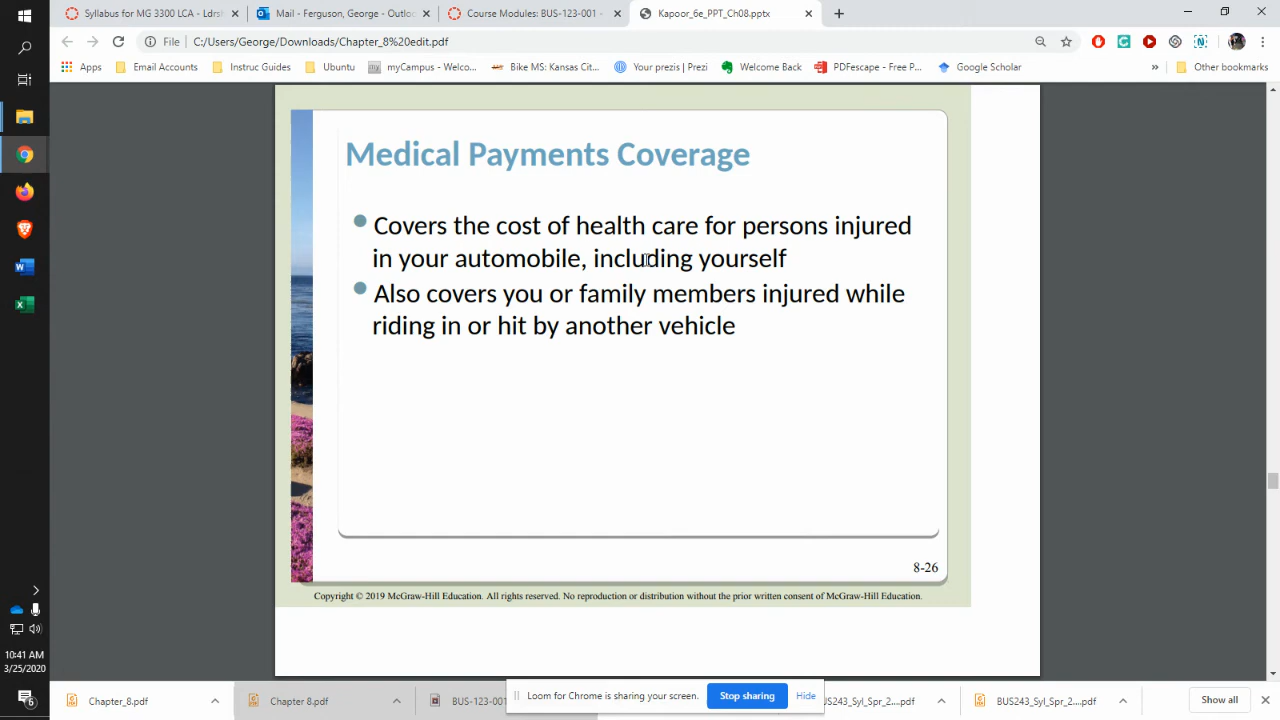 Syllabus for MG 3300 LCA - Ldrsh
Mail - Ferguson, George - Outlo
Course Modules: BUS-123-001 -
Kapoor_6e_PPT_Ch08.pptx
File
C:/Users/George/Downloads/Chapter_8%20edit.pdf
Apps
Email Accounts
Instruc Guides
Ubuntu
myCampus - Welco...
Bike MS: Kansas Cit...
Your prezis | Prezi
Welcome Back
PDFescape - Free P...
Google Scholar
»
Other bookmarks
Medical Payments Coverage
Covers the cost of health care for persons injured
in your automobile, including yourself
Also covers you or family members injured while
riding in or hit by another vehicle
8-26
Copyright © 2019 McGraw-Hill Education. All rights reserved. No reproduction or distribution without the prior written consent of McGraw-Hill Education.
10:41 AM
3/25/2020
6
Chapter_8.pdf
Chapter 8.pdf
BUS-123-001
Loom for Chrome is sharing your screen.
Stop sharing
Hide
BUS243_Syl_Spr_2....pdf
Show all